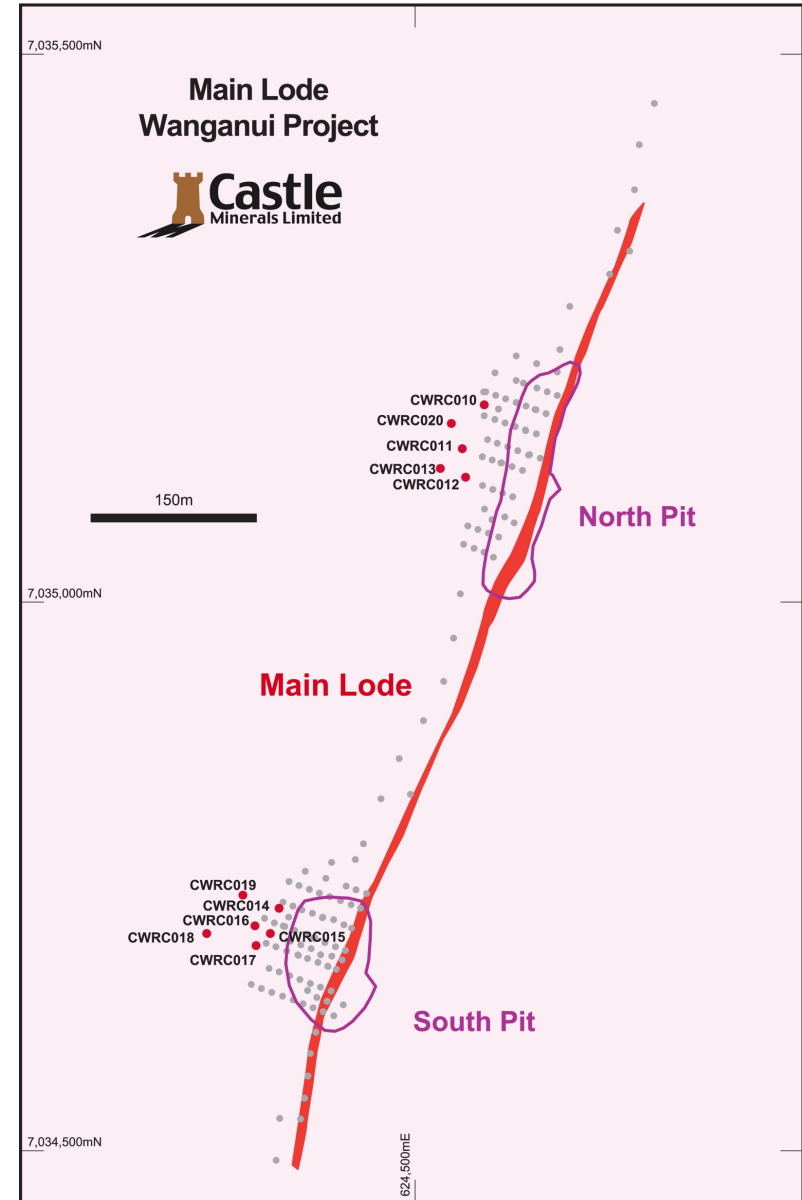 7,035,500mN
Main Lode
Wanganui Project
Castle
Minerals Limited
CWRC010
CWRC020
CWRC011
CWRC013
CWRC012
150m
North Pit
7,035,000mN
Main Lode
CWRC019
CWRC014
CWRC016
CWRC018
CWRC015
CWRC017
South Pit
7,034,500mN
624,500mE